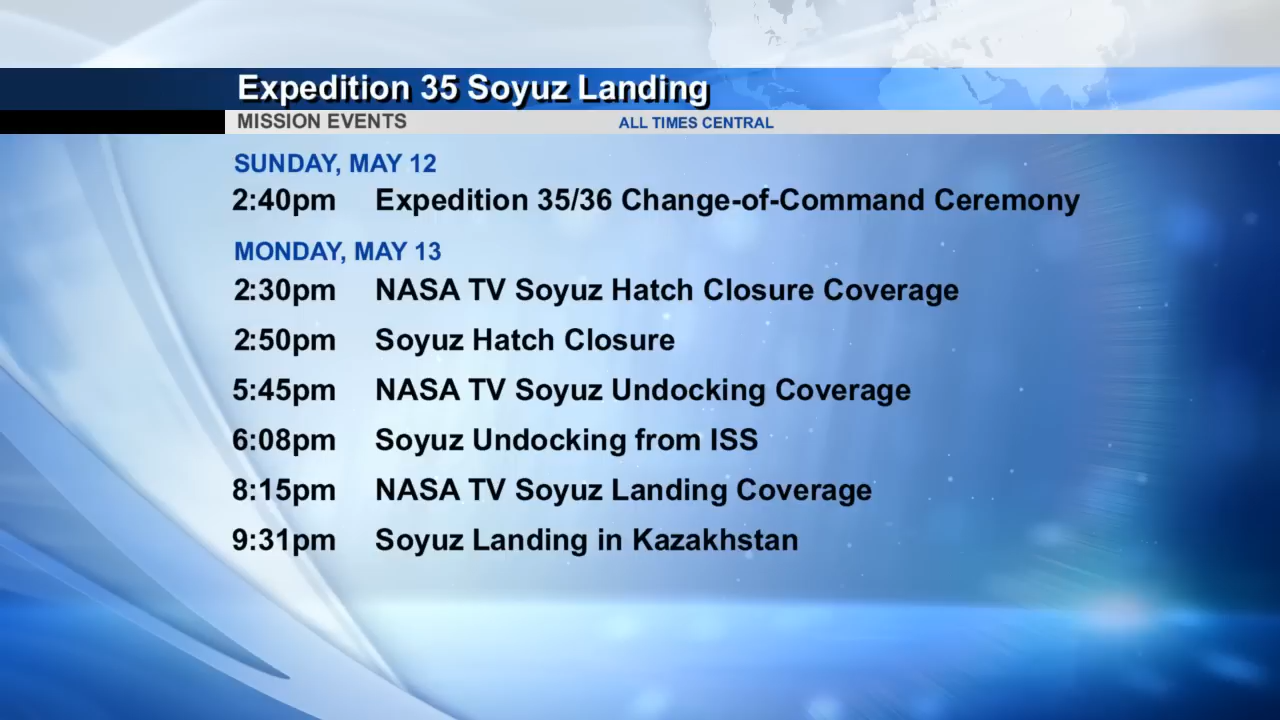 Expedition 35 Soyuz Landing
MISSION EVENTS ALL TIMES CENTRAL
SUNDAY, MAY 12
2:40pm Expedition 35/36 Change-of-Command Ceremony
MONDAY, MAY 13
2:30pm NASA TV Soyuz Hatch Closure Coverage
2:50pm Soyuz Hatch Closure
5:45pm NASA TV Soyuz Undocking Coverage
6:08pm Soyuz Undocking from ISS
8:15pm NASA TV Soyuz Landing Coverage
9:31pm Soyuz Landing in Kazakhstan